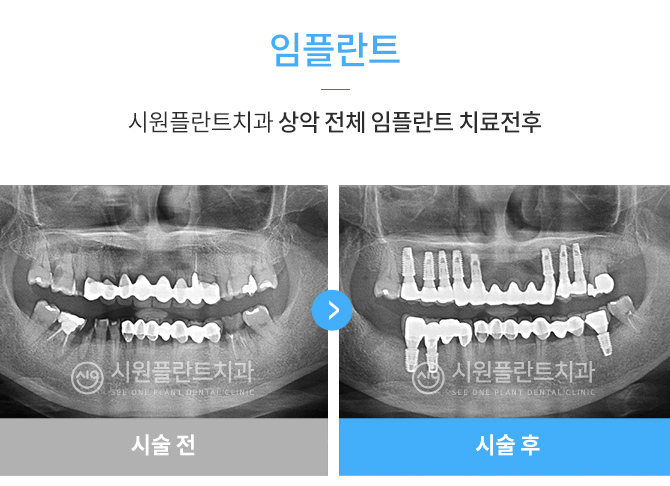 임플란트
시원플란트치과 상악 전체 임플란트 치료전후
시원플란트치과
SEE ONE PLANT DENTAL CLINIC
시원플란트치과
SEE ONE PLANT DENTAL CLINIC
시술 전
시술 후